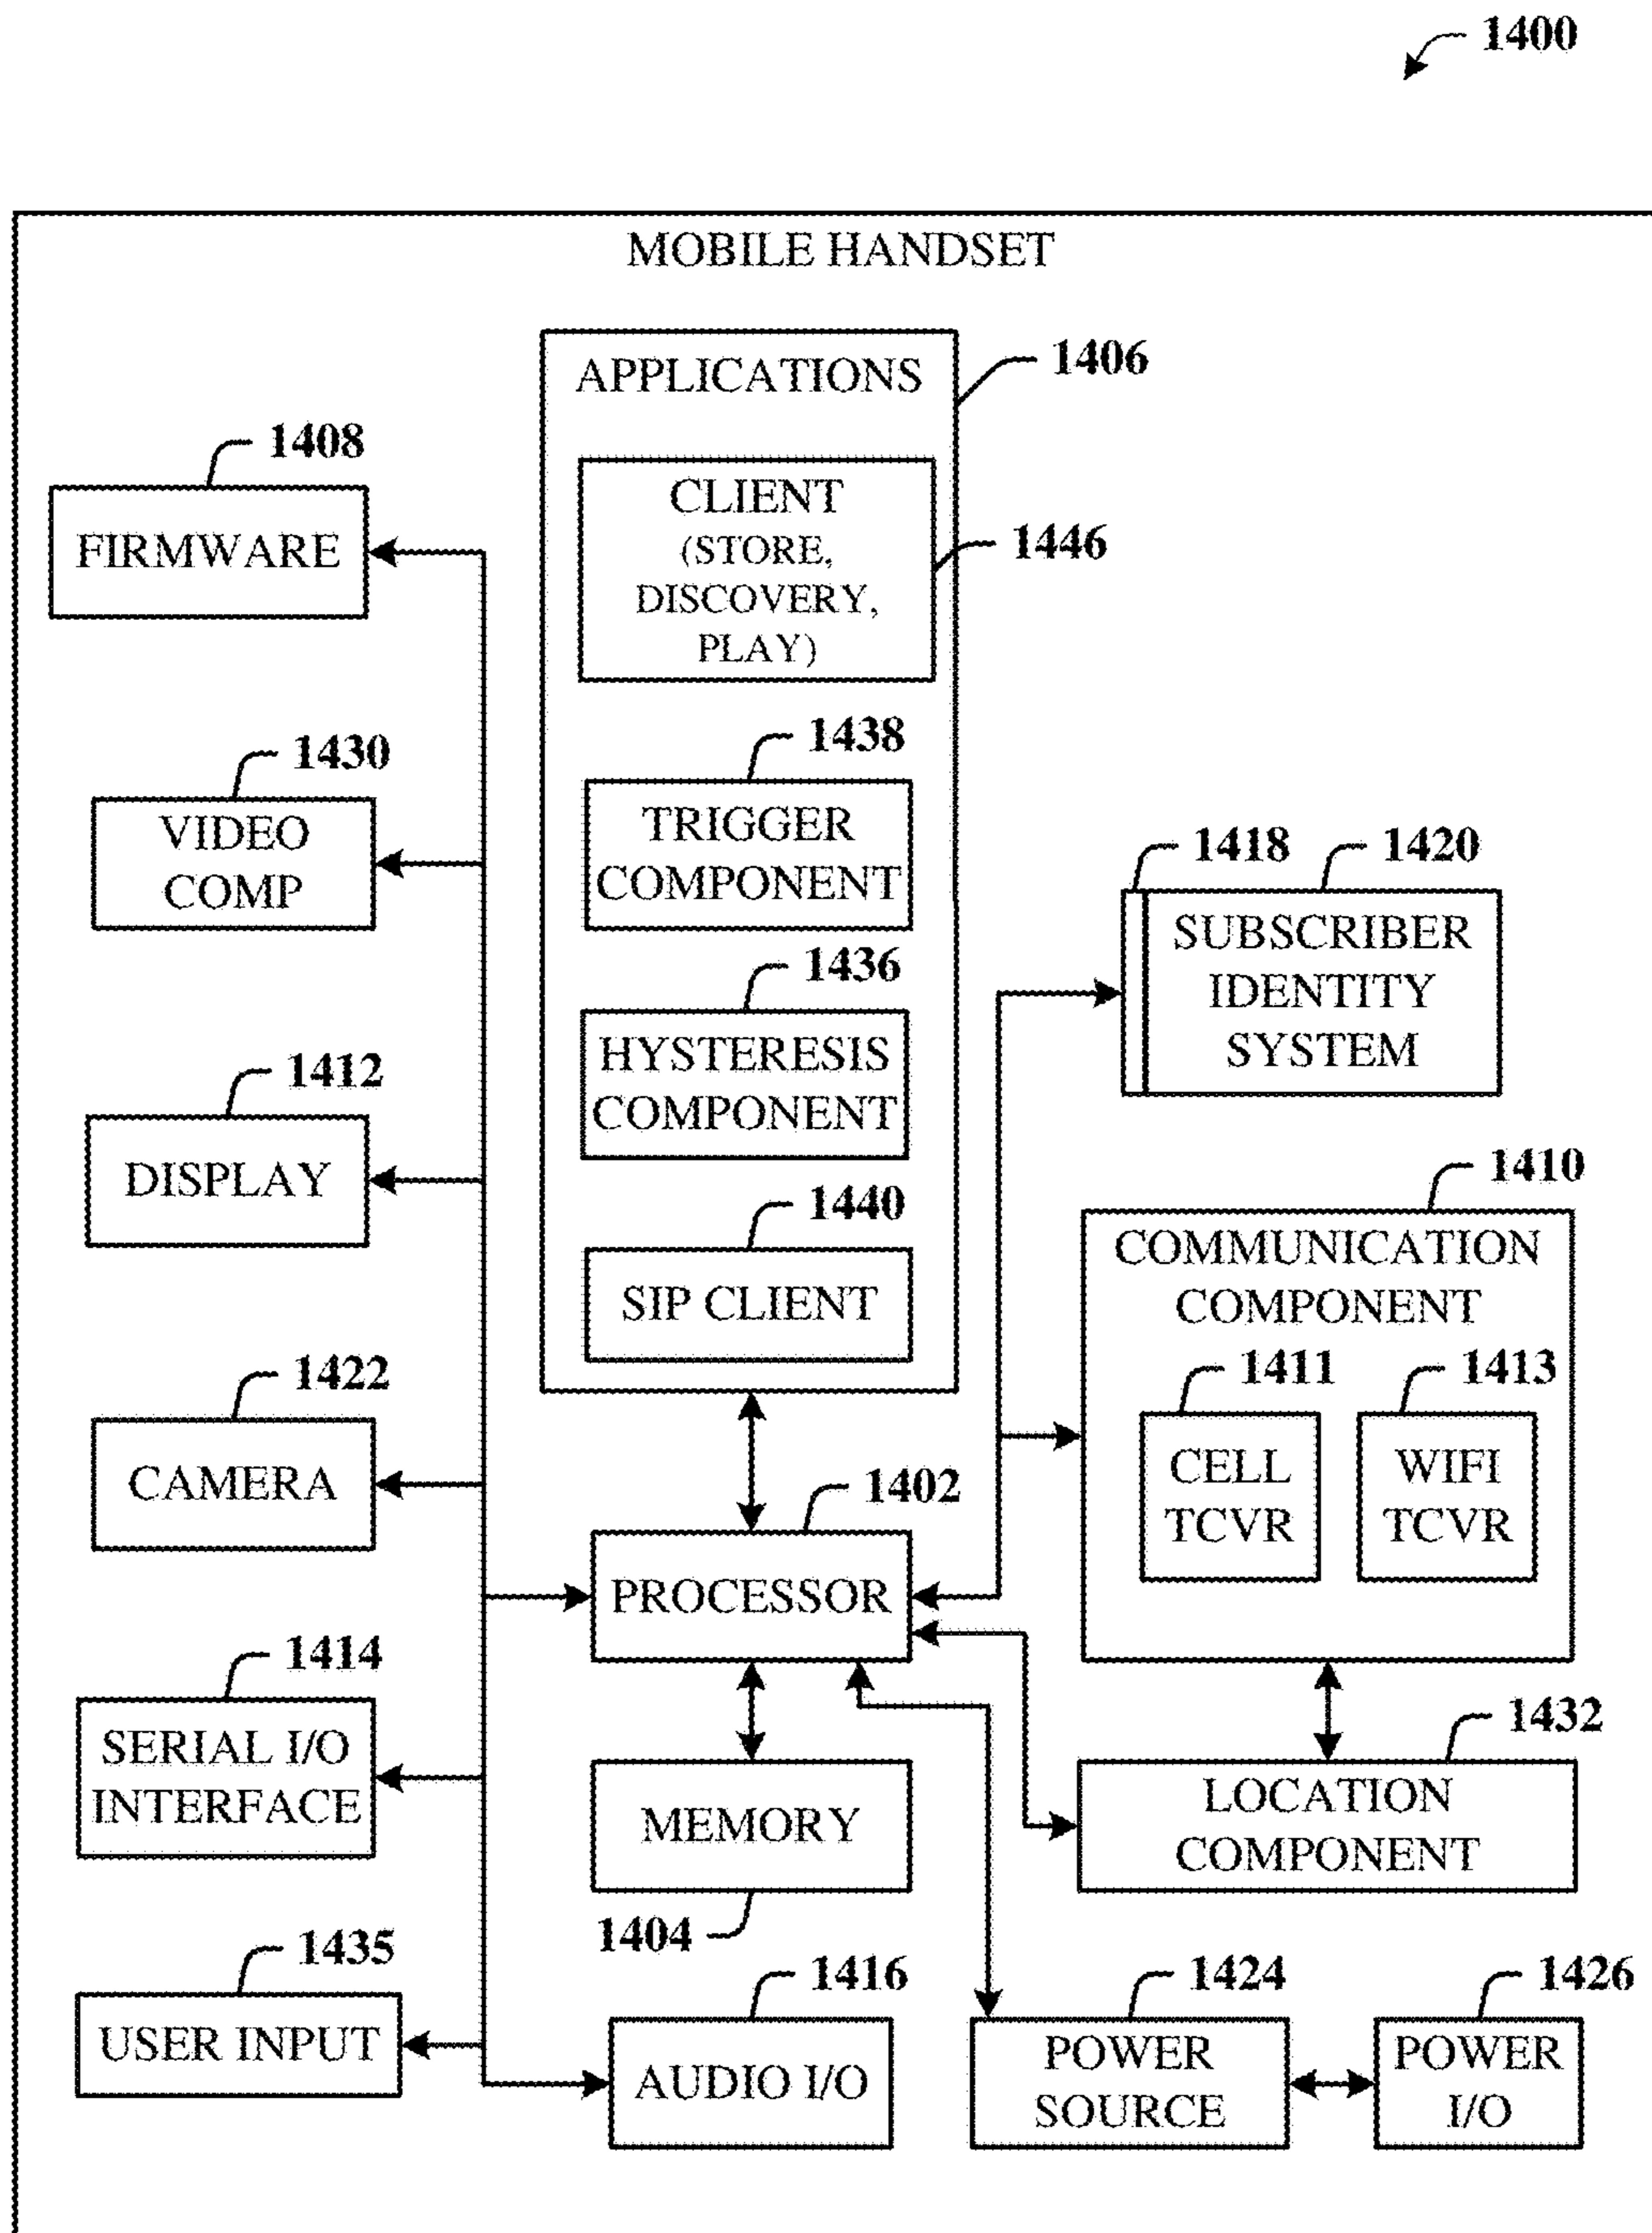 1400
MOBILE HANDSET
APPLICATIONS
1406
CLIENT
(STORE,
DISCOVERY,
PLAY)
1446
1438
TRIGGER
COMPONENT
1436
HYSTERESIS
COMPONENT
1440
SIP CLIENT
1408
FIRMWARE
1430
VIDEO
COMP
1412
DISPLAY
1422
CAMERA
1414
SERIAL I/O
INTERFACE
1435
USER INPUT
1402
PROCESSOR
MEMORY
1404
1416
AUDIO I/O
1418
1420
SUBSCRIBER
IDENTITY
SYSTEM
1410
COMMUNICATION
COMPONENT
1411
CELL
TCVR
1413
WIFI
TCVR
1432
LOCATION
COMPONENT
1424
POWER
SOURCE
1426
POWER
I/O